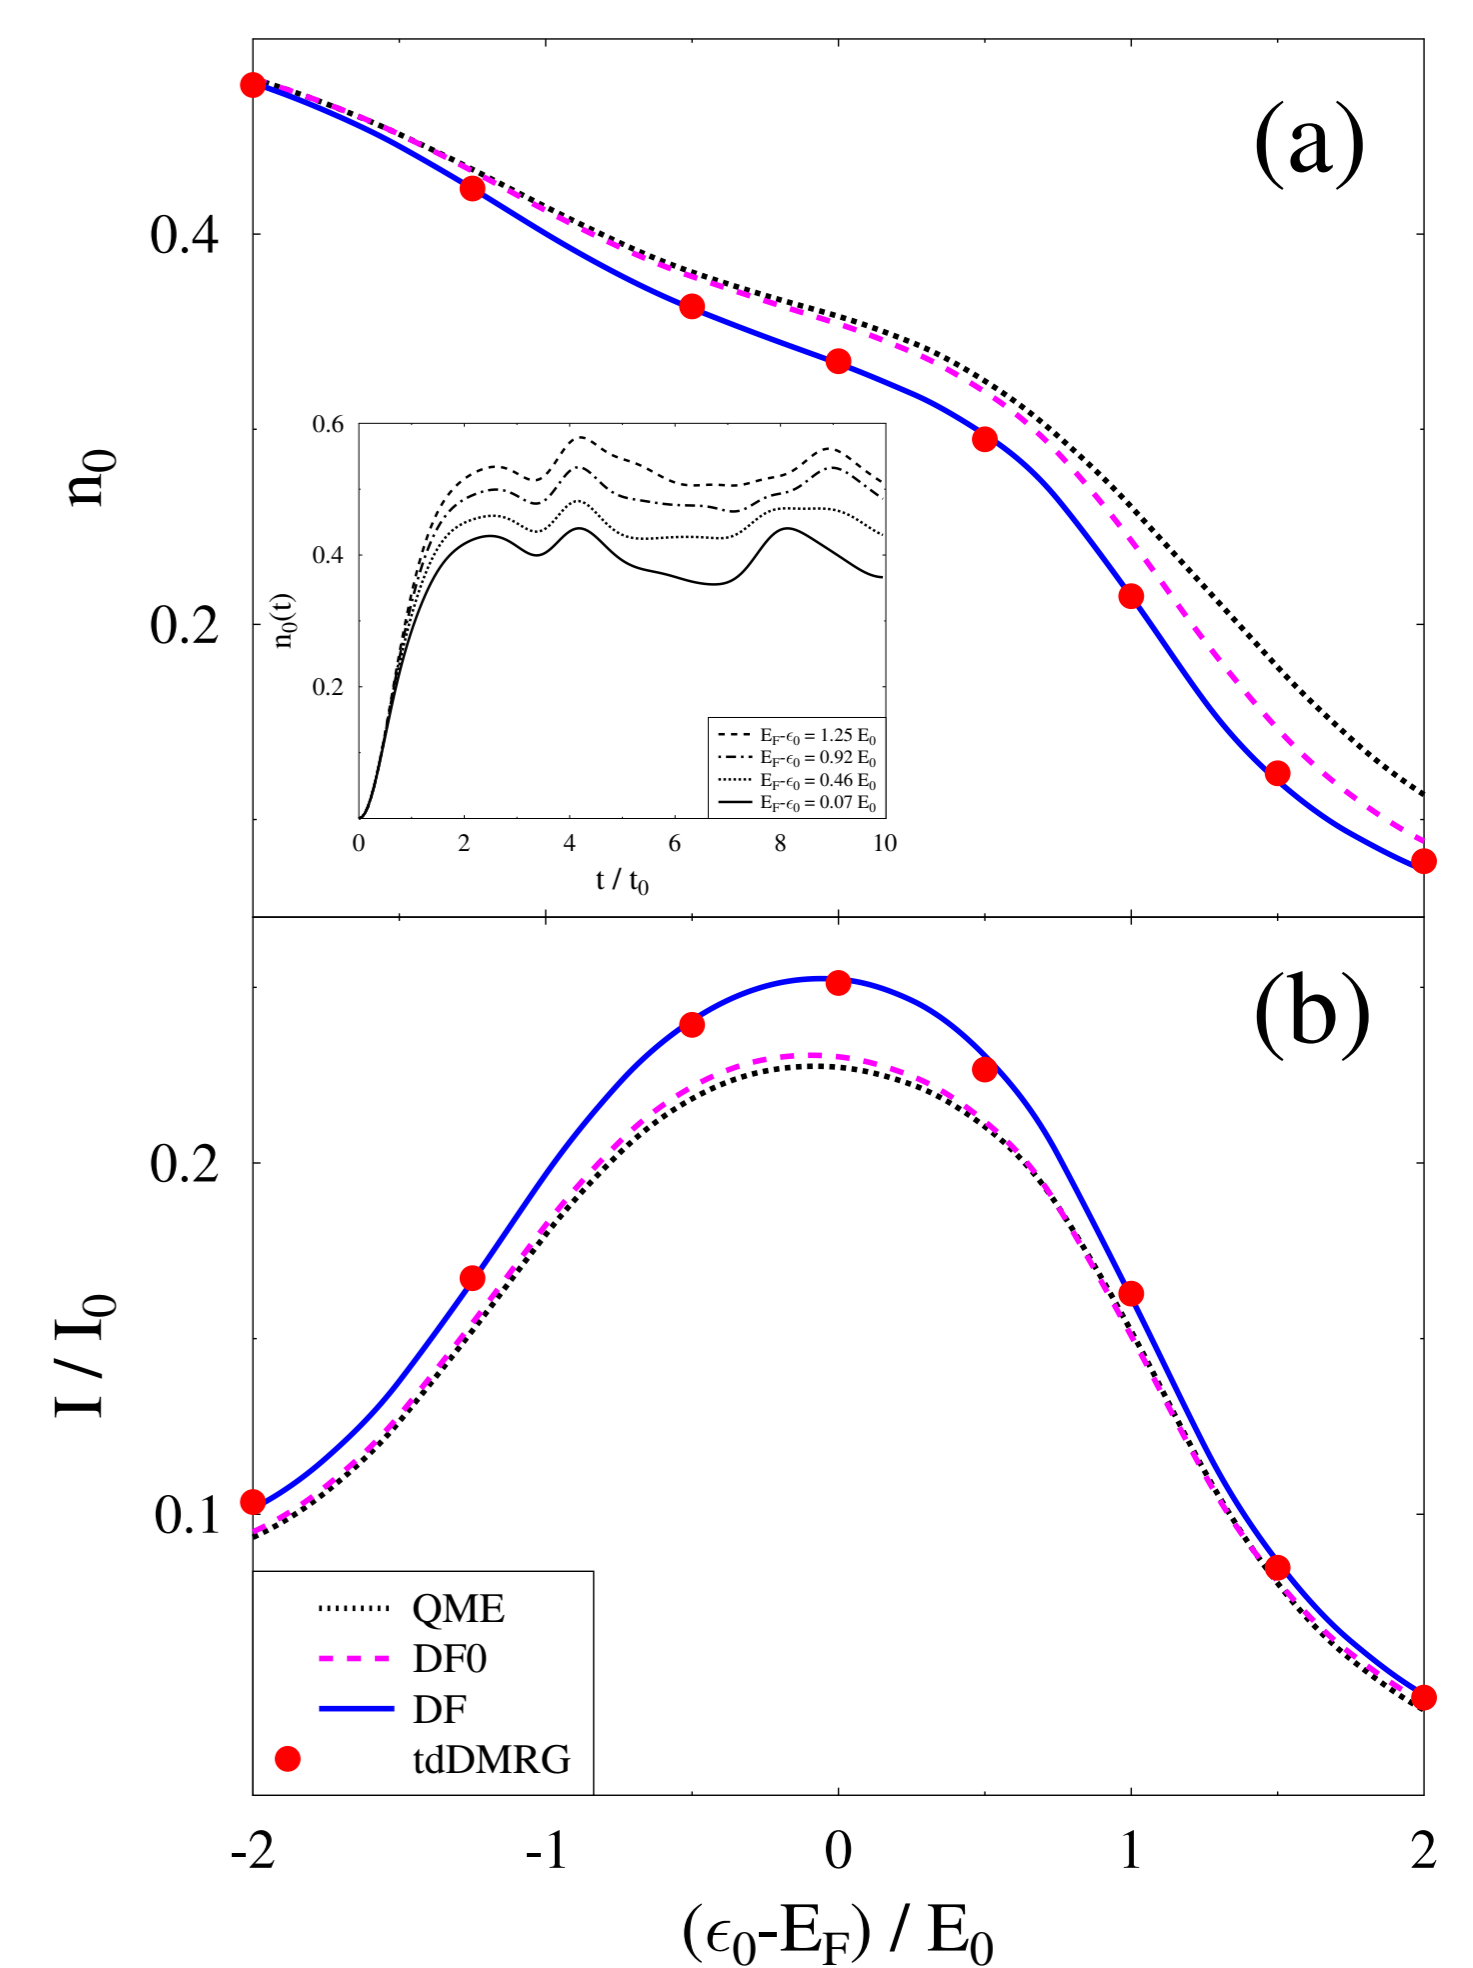 (a)
0.4
0.2
n0
0.6
0.4
0.2
n0(t)
EF-ϵ0 = 1.25 E0
EF-ϵ0 = 0.92 E0
EF-ϵ0 = 0.46 E0
EF-ϵ0 = 0.07 E0
0 2 4 6 8 10
t / t0
(b)
0.2
0.1
I / I0
QME
DF0
DF
tdDMRG
-2 -1 0 1 2
(ϵ0-EF) / E0